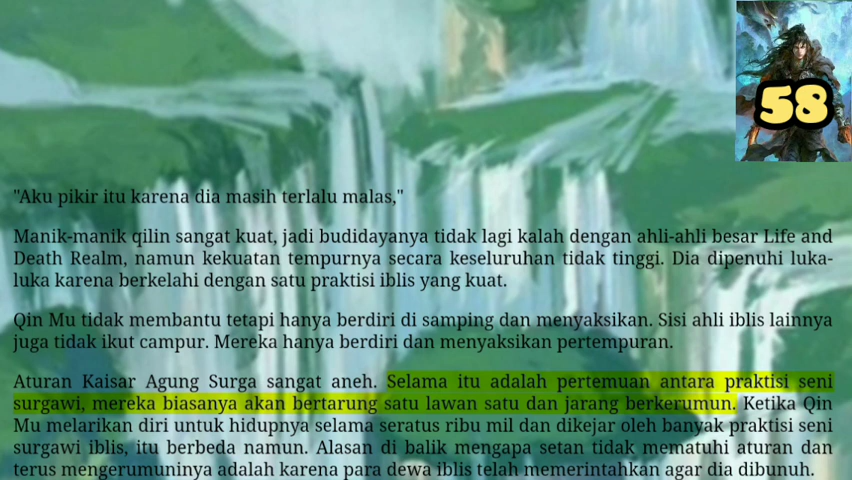 58
"Aku pikir itu karena dia masih terlalu malas,"
Manik-manik qilin sangat kuat, jadi budidayanya tidak lagi kalah dengan ahli-ahli besar Life and
Death Realm, namun kekuatan tempurnya secara keseluruhan tidak tinggi. Dia dipenuhi luka-
luka karena berkelahi dengan satu praktisi iblis yang kuat.
Qin Mu tidak membantu tetapi hanya berdiri di samping dan menyaksikan. Sisi ahli iblis lainnya
juga tidak ikut campur. Mereka hanya berdiri dan menyaksikan pertempuran.
Aturan Kaisar Agung Surga sangat aneh. Selama itu adalah pertemuan antara praktisi seni
surgawi, mereka biasanya akan bertarung satu lawan satu dan jarang berkerumun. Ketika Qin
Mu melarikan diri untuk hidupnya selama seratus ribu mil dan dikejar oleh banyak praktisi seni
surgawi iblis, itu berbeda namun. Alasan di balik mengapa setan tidak mematuhi aturan dan
terus mengerumuninya adalah karena para dewa iblis telah memerintahkan agar dia dibunuh.